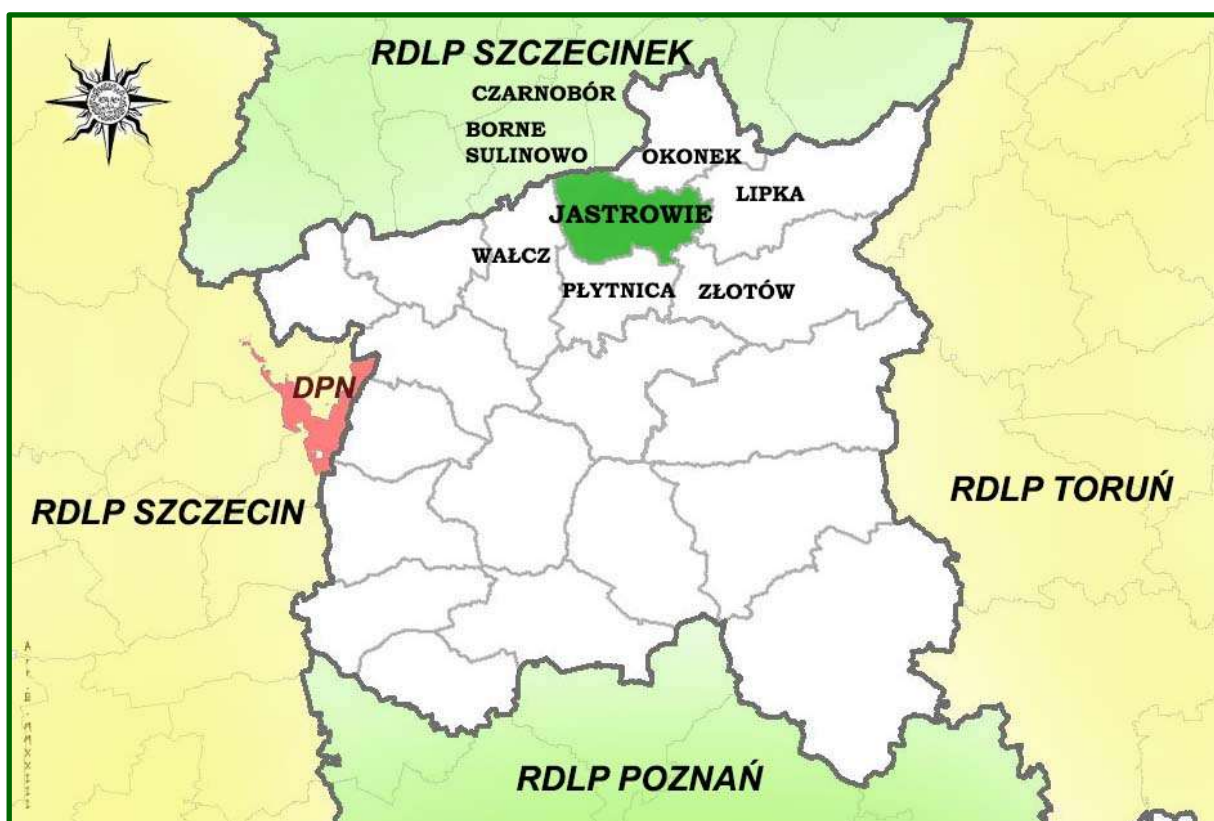 RDLP SZCZECINEK
CZARNOBÓR
BORNE
SULINOWO
OKONEK
LIPKA
JASTROWIE
WAŁCZ
PŁYTNICA
ZŁOTÓW
DPN
RDLP SZCZECIN
RDLP TORUŃ
RDLP POZNAŃ